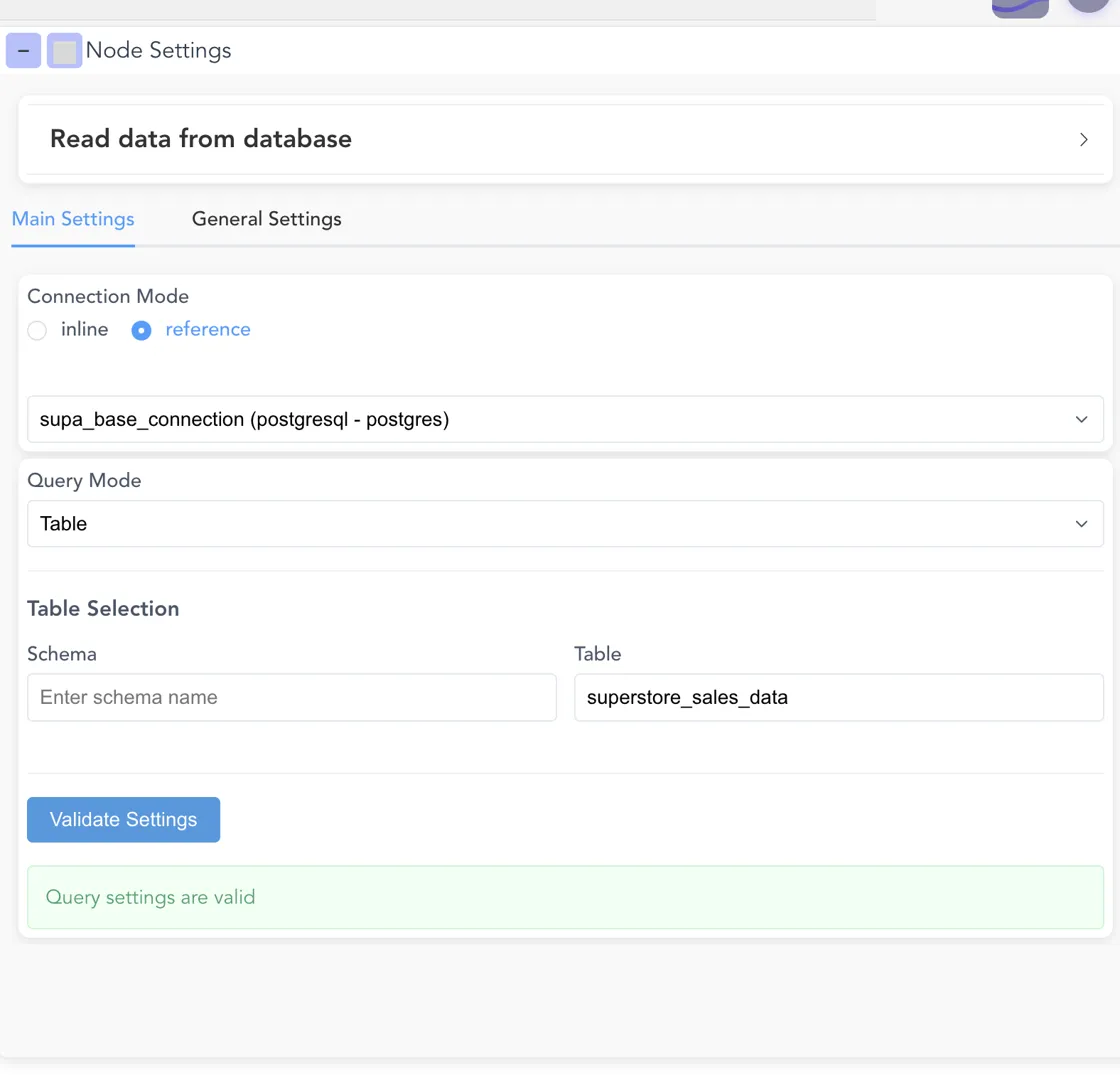 Node Settings
Read data from database
Main Settings General Settings
Connection Mode
inline reference
supa_base_connection (postgresql - postgres)
Query Mode
Table
Table Selection
Schema Table
Enter schema name superstore_sales_data
Validate Settings
Query settings are valid